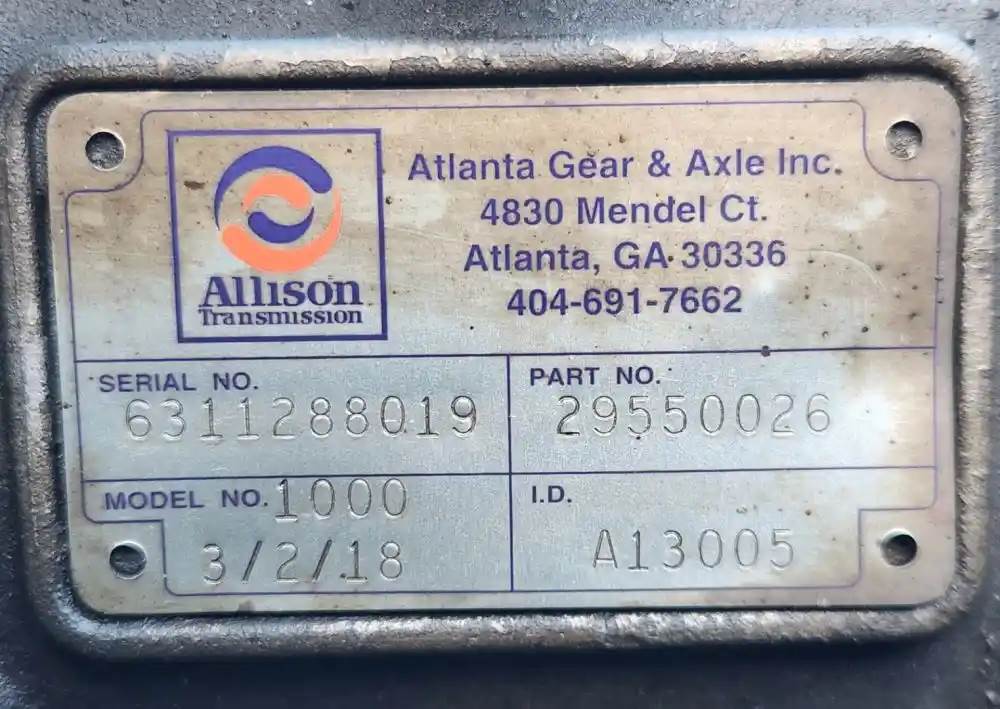 Atlanta Gear & Axle Inc.
4830 Mendel Ct.
Atlanta, GA 30336
404-691-7662
Allison
Transmission
SERIAL NO.
6311288019
PART NO.
29550026
MODEL NO. 1000
3/2/18
I.D.
A13005